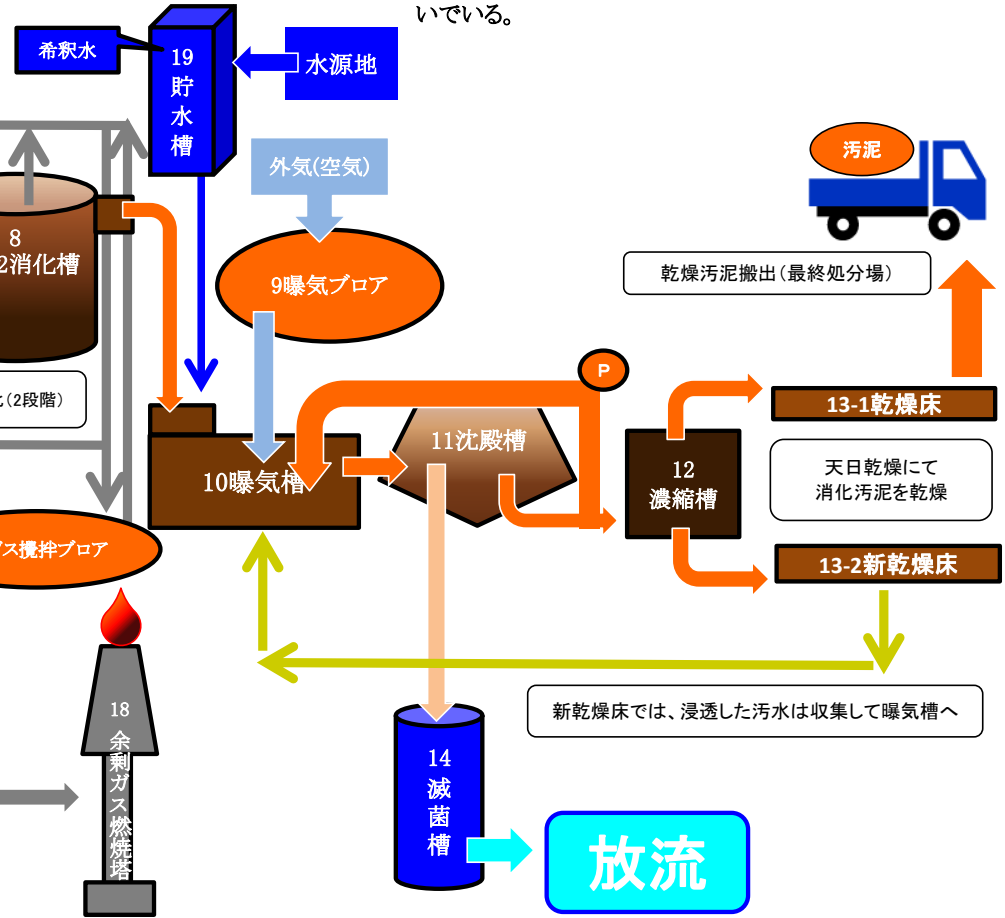 いでいる。
希釈水
19
貯
水
槽
水源地
外気(空気)
汚泥
8
2消化槽
9曝気ブロア
乾燥汚泥搬出(最終処分場)
(2段階)
P
13-1乾燥床
11沈殿槽
10曝気槽
12
濃縮槽
天日乾燥にて
消化汚泥を乾燥
ス攪拌ブロア
13-2新乾燥床
新乾燥床では、浸透した汚水は収集して曝気槽へ
18
余
剰
ガ
ス
燃
焼
塔
14
滅
菌
槽
放流